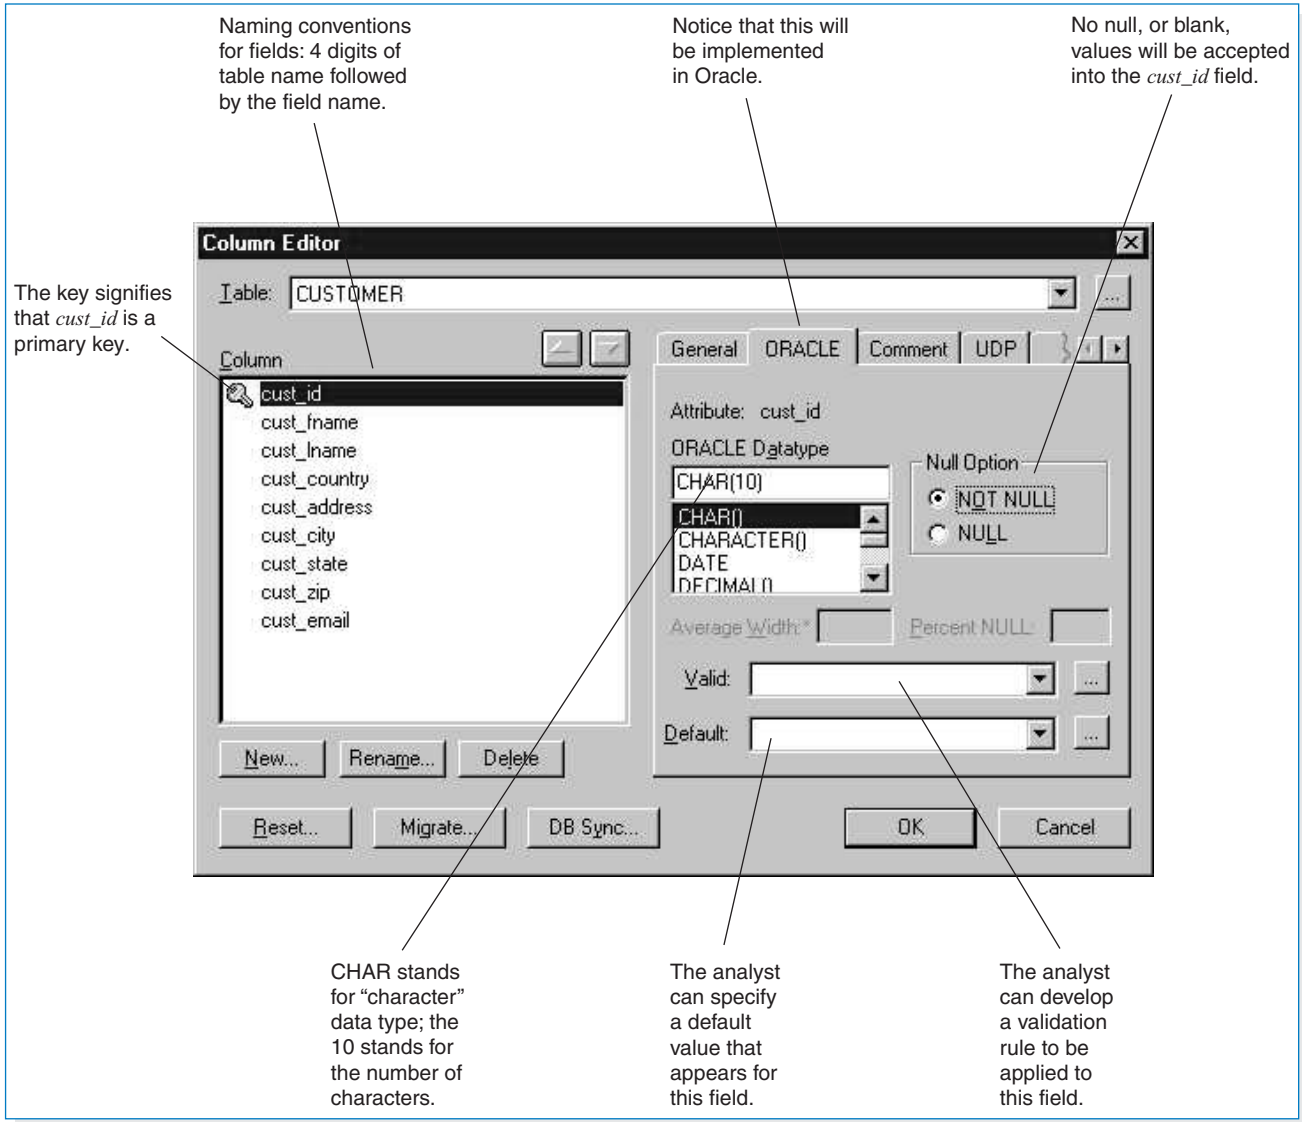 Naming conventions
for fields: 4 digits of
table name followed
by the field name.
Notice that this will
be implemented
in Oracle.
No null, or blank,
values will be accepted
into the cust_id field.
The key signifies
that cust_id is a
primary key.
Column Editor
Table: CUSTOMER
...
Column
cust_id
cust_fname
cust_lname
cust_country
cust_address
cust_city
cust_state
cust_zip
cust_email
New... Rename... Delete
General ORACLE Comment UDP
Attribute: cust_id
ORACLE Datatype
CHAR(10)
CHAR()
CHARACTER()
DATE
DECIMAL()
Null Option
NOT NULL
NULL
Average Width:* Percent NULL:
Valid: ...
Default: ...
Reset... Migrate... DB Sync... OK Cancel
CHAR stands
for “character”
data type; the
10 stands for
the number of
characters.
The analyst
can specify
a default
value that
appears for
this field.
The analyst
can develop
a validation
rule to be
applied to
this field.